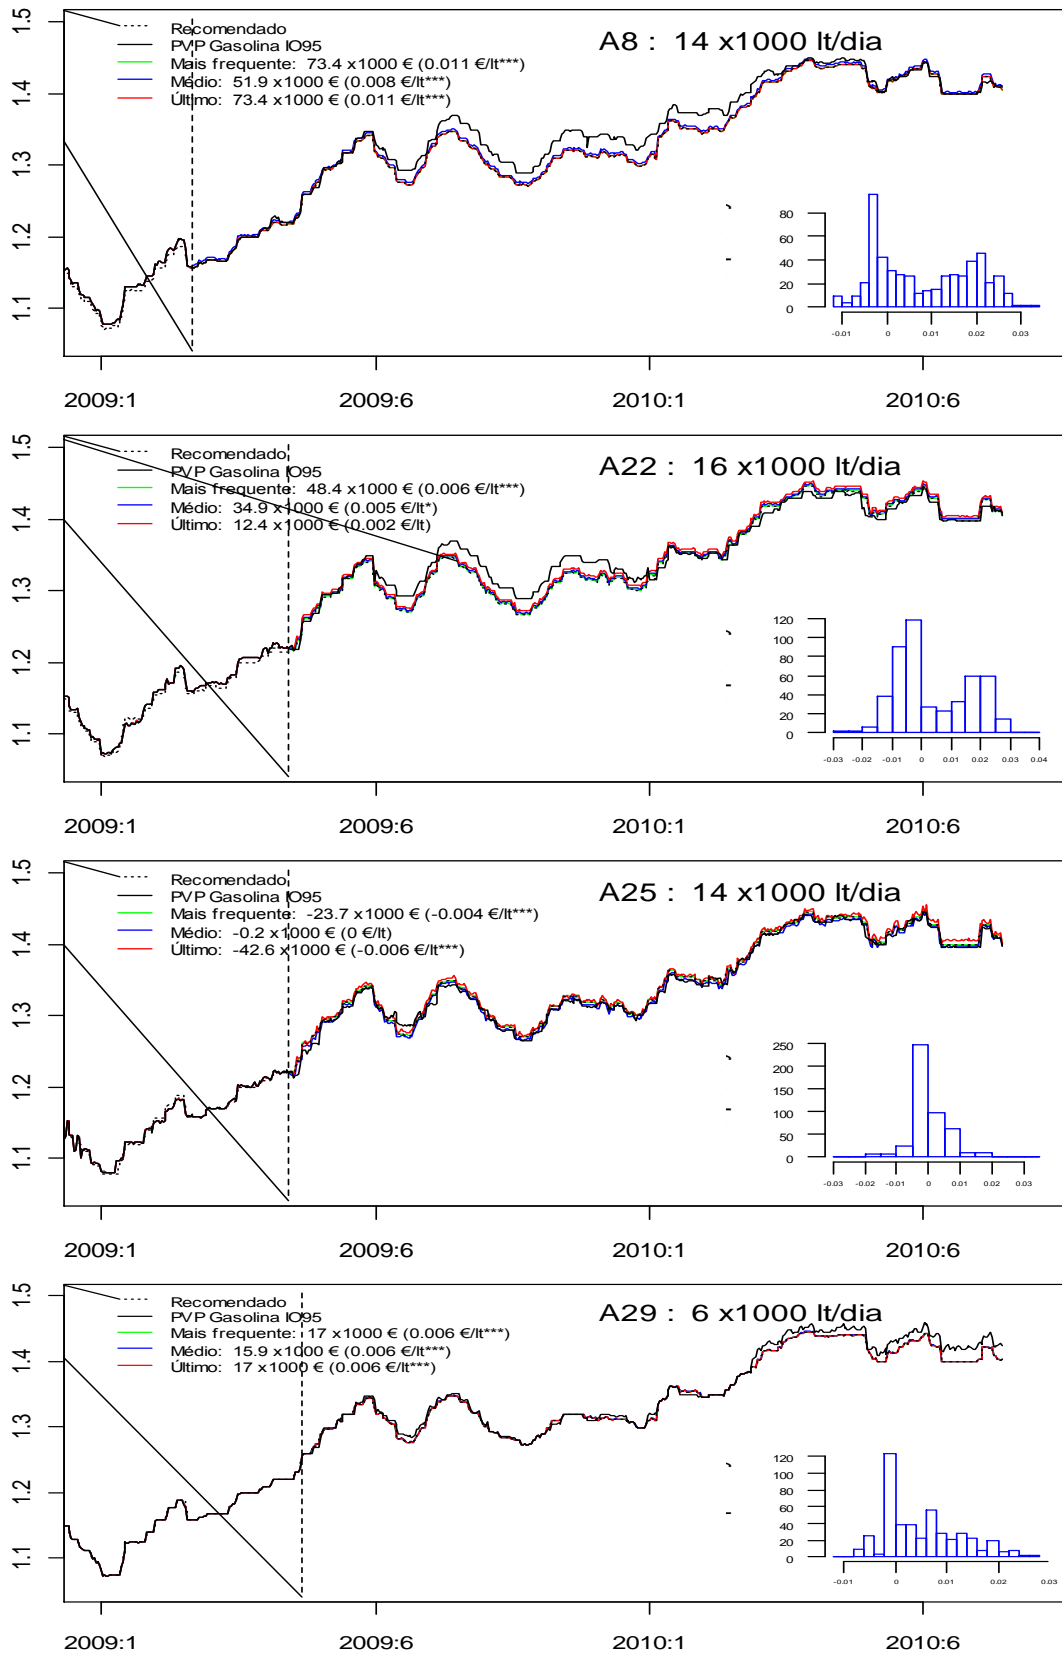 A8 : 14 x1000 lt/dia
Recomendado
PVP Gasolina IO95
Mais frequente: 73.4 x1000 € (0.011 €/lt***)
Médio: 51.9 x1000 € (0.008 €/lt***)
Último: 73.4 x1000 € (0.011 €/lt***)
1.5
1.4
1.3
1.2
1.1
80
60
40
20
0
-0.01 0 0.01 0.02 0.03
2009:1 2009:6 2010:1 2010:6
A22 : 16 x1000 lt/dia
Recomendado
PVP Gasolina IO95
Mais frequente: 48.4 x1000 € (0.006 €/lt***)
Médio: 34.9 x1000 € (0.005 €/lt*)
Último: 12.4 x1000 € (0.002 €/lt)
1.5
1.4
1.3
1.2
1.1
120
100
80
60
40
20
0
-0.03 -0.02 -0.01 0 0.01 0.02 0.03 0.04
2009:1 2009:6 2010:1 2010:6
A25 : 14 x1000 lt/dia
Recomendado
PVP Gasolina IO95
Mais frequente: -23.7 x1000 € (-0.004 €/lt***)
Médio: -0.2 x1000 € (0 €/lt)
Último: -42.6 x1000 € (-0.006 €/lt***)
1.5
1.4
1.3
1.2
1.1
250
200
150
100
50
0
-0.03 -0.02 -0.01 0 0.01 0.02 0.03
2009:1 2009:6 2010:1 2010:6
A29 : 6 x1000 lt/dia
Recomendado
PVP Gasolina IO95
Mais frequente: 17 x1000 € (0.006 €/lt***)
Médio: 15.9 x1000 € (0.006 €/lt***)
Último: 17 x1000 € (0.006 €/lt***)
1.5
1.4
1.3
1.2
1.1
120
100
80
60
40
20
0
-0.01 0 0.01 0.02 0.03
2009:1 2009:6 2010:1 2010:6